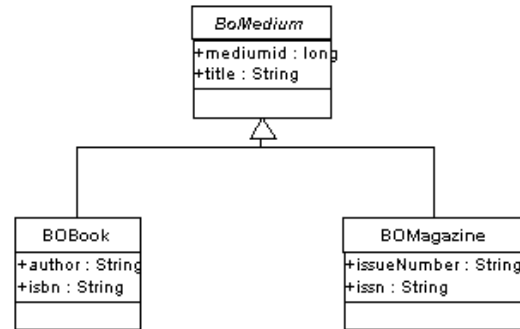 BoMedium
+mediumid : long
+title : String
BOBook
+author : String
+isbn : String
BOMagazine
+issueNumber : String
+issn : String